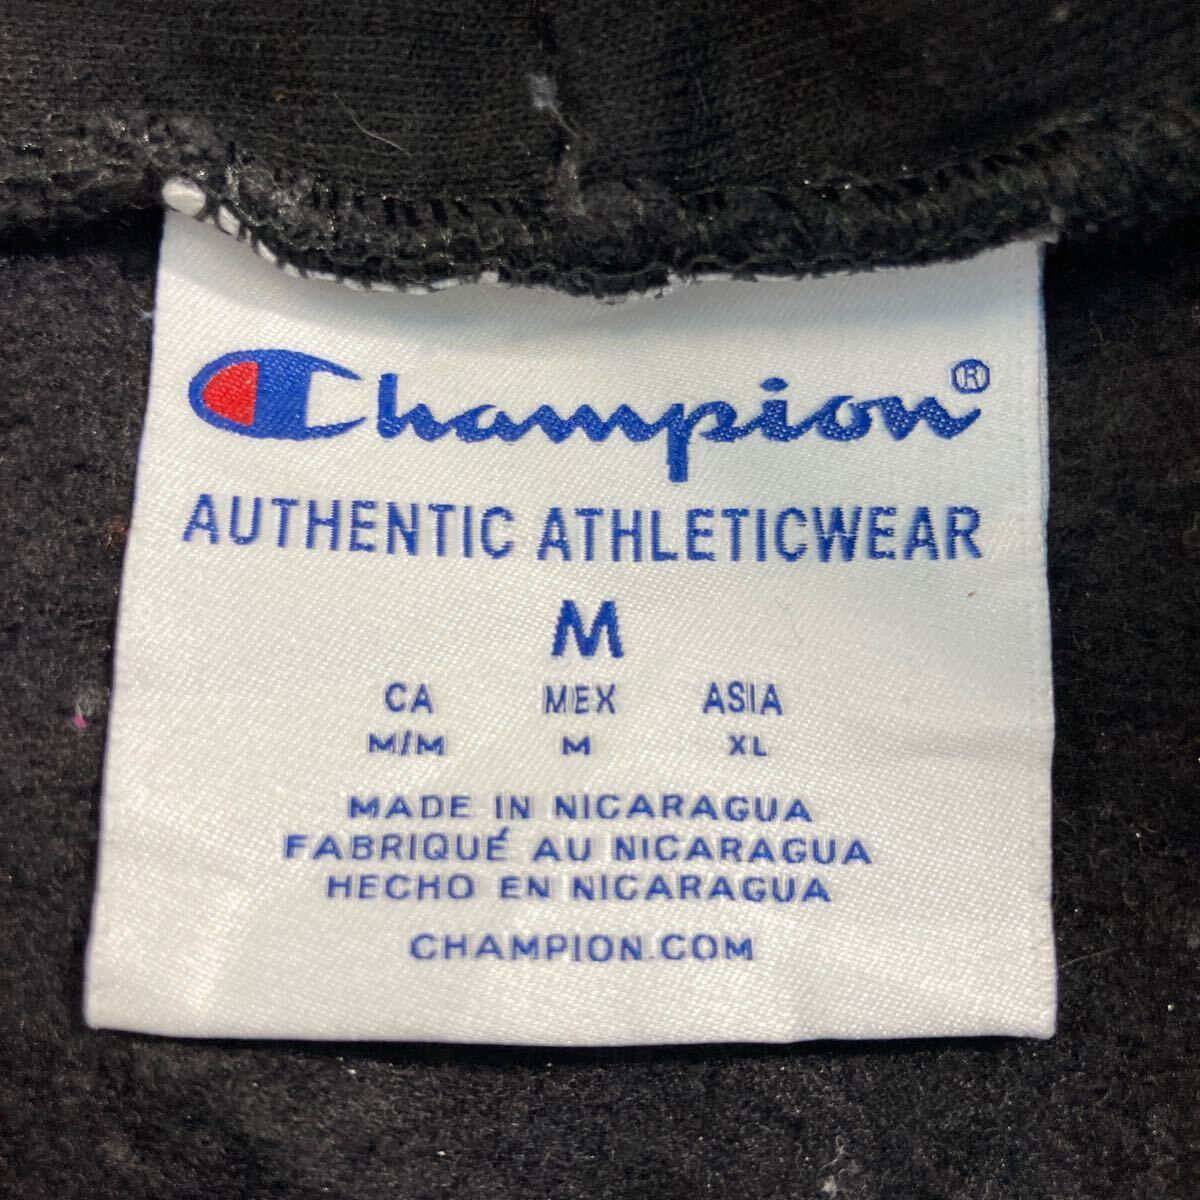 Champion®
AUTHENTIC ATHLETICWEAR
M
CA MEX ASIA
M/M M XL
MADE IN NICARAGUA
FABRIQUÉ AU NICARAGUA
HECHO EN NICARAGUA
CHAMPION.COM